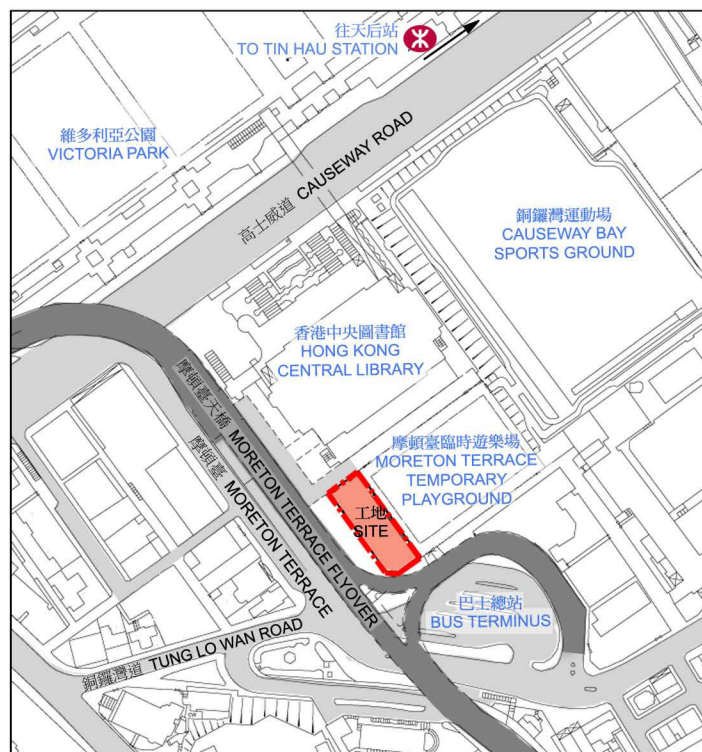 往天后站
TO TIN HAU STATION
維多利亞公園
VICTORIA PARK
高士威道 CAUSEWAY ROAD
銅鑼灣運動場
CAUSEWAY BAY
SPORTS GROUND
香港中央圖書館
HONG KONG
CENTRAL LIBRARY
摩頓臺天橋 MORETON TERRACE FLYOVER
摩頓臺 MORETON TERRACE
摩頓臺臨時遊樂場
MORETON TERRACE
TEMPORARY
PLAYGROUND
工地
SITE
巴士總站
BUS TERMINUS
銅鑼灣道 TUNG LO WAN ROAD